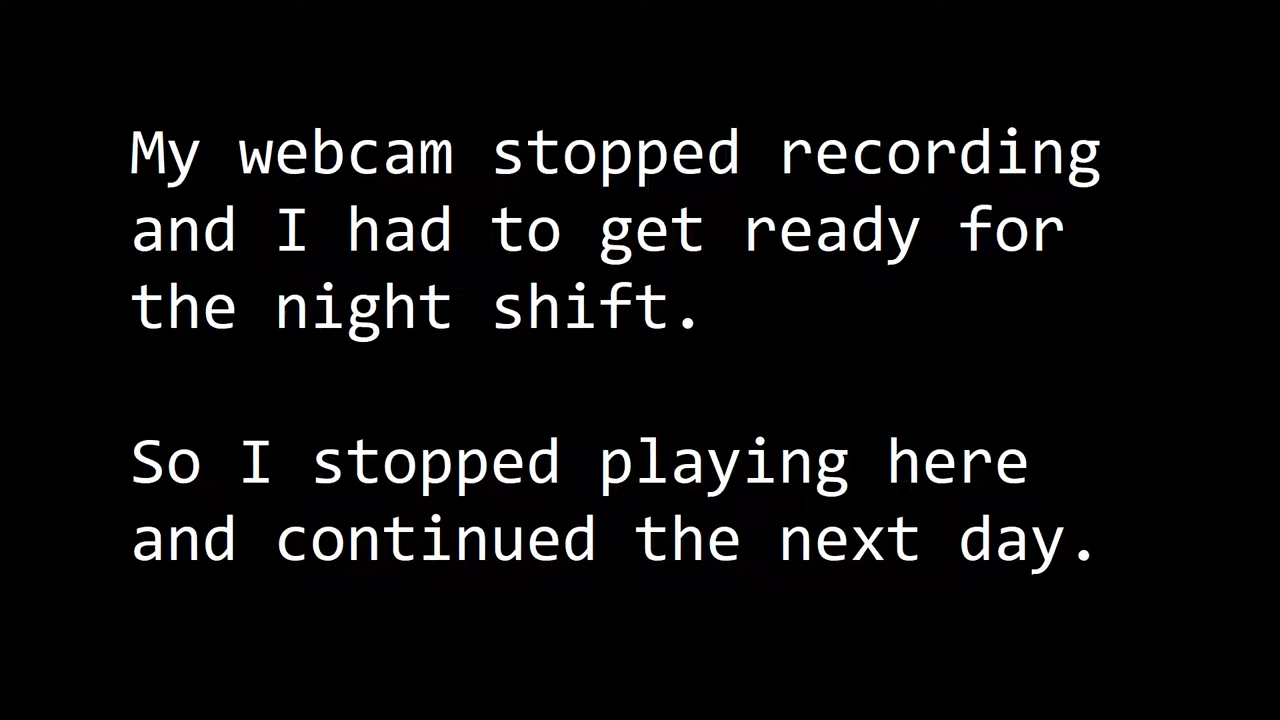 My webcam stopped recording
and I had to get ready for
the night shift.
So I stopped playing here
and continued the next day.